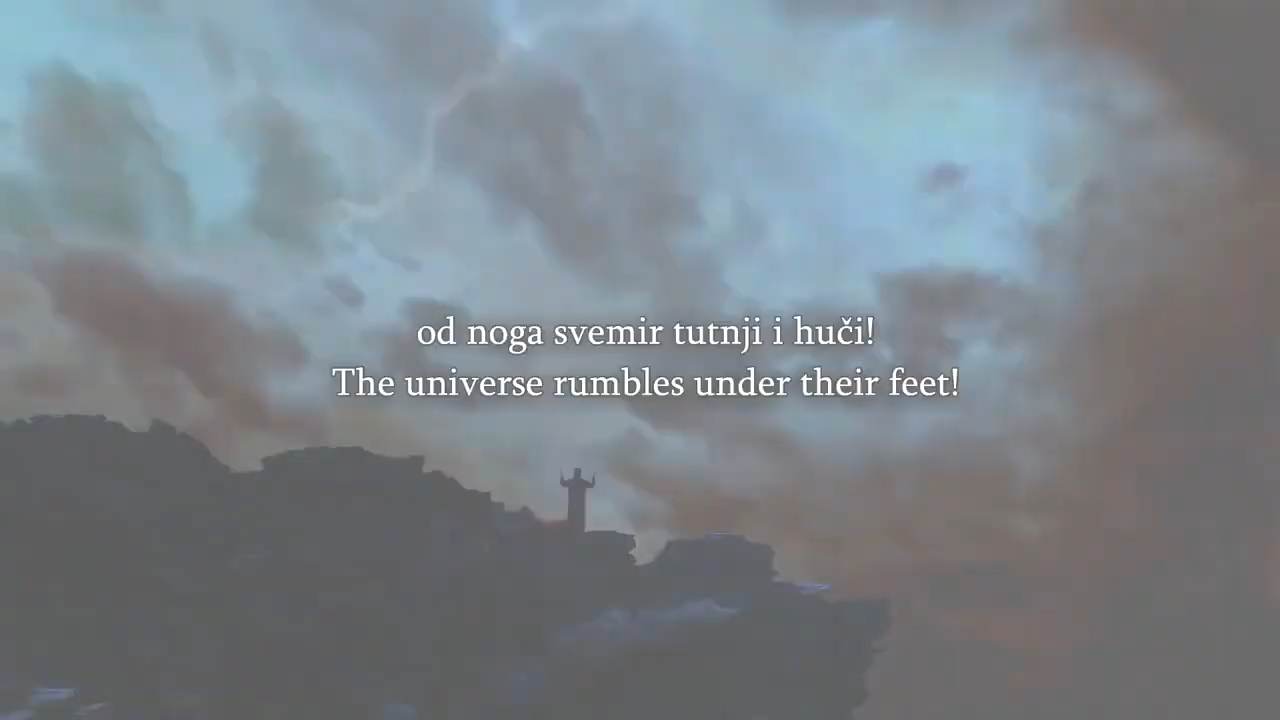 od noga svemir tutnji i huči!
The universe rumbles under their feet!